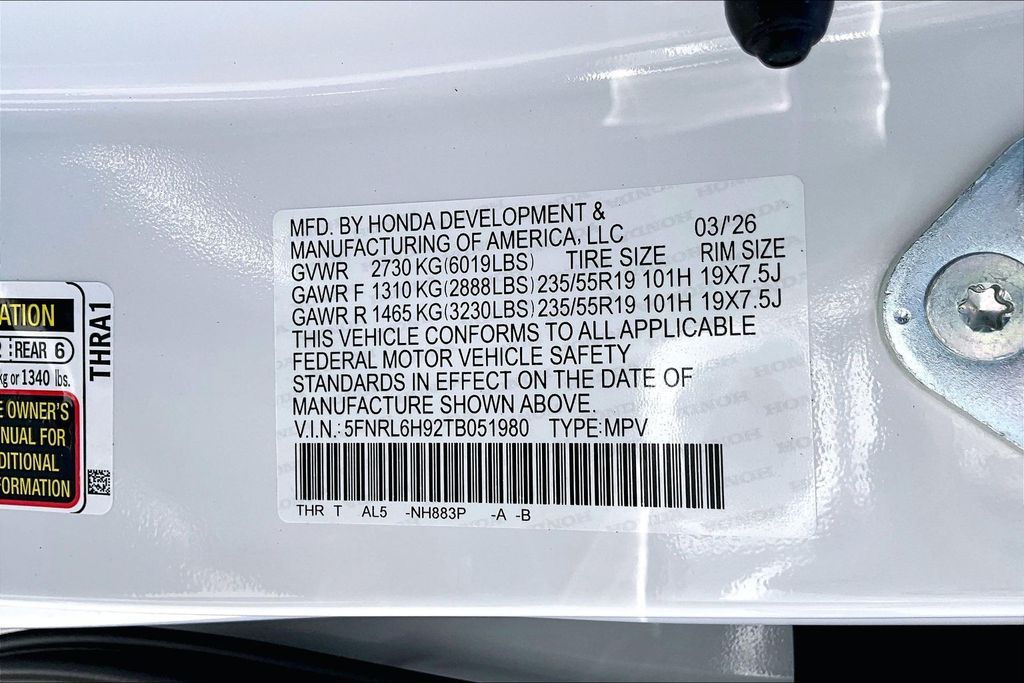 MFD. BY HONDA DEVELOPMENT &
MANUFACTURING OF AMERICA, LLC 03/'26
GVWR 2730 KG(6019LBS) TIRE SIZE RIM SIZE
GAWR F 1310 KG(2888LBS) 235/55R19 101H 19X7.5J
GAWR R 1465 KG(3230LBS) 235/55R19 101H 19X7.5J
THIS VEHICLE CONFORMS TO ALL APPLICABLE
FEDERAL MOTOR VEHICLE SAFETY
STANDARDS IN EFFECT ON THE DATE OF
MANUFACTURE SHOWN ABOVE.
V.I.N.: 5FNRL6H92TB051980 TYPE:MPV
THR T AL5 -NH883P -A -B
ATION
REAR 6
kg or 1340 lbs.
E OWNER'S
NUAL FOR
DITIONAL
FORMATION
THRA1